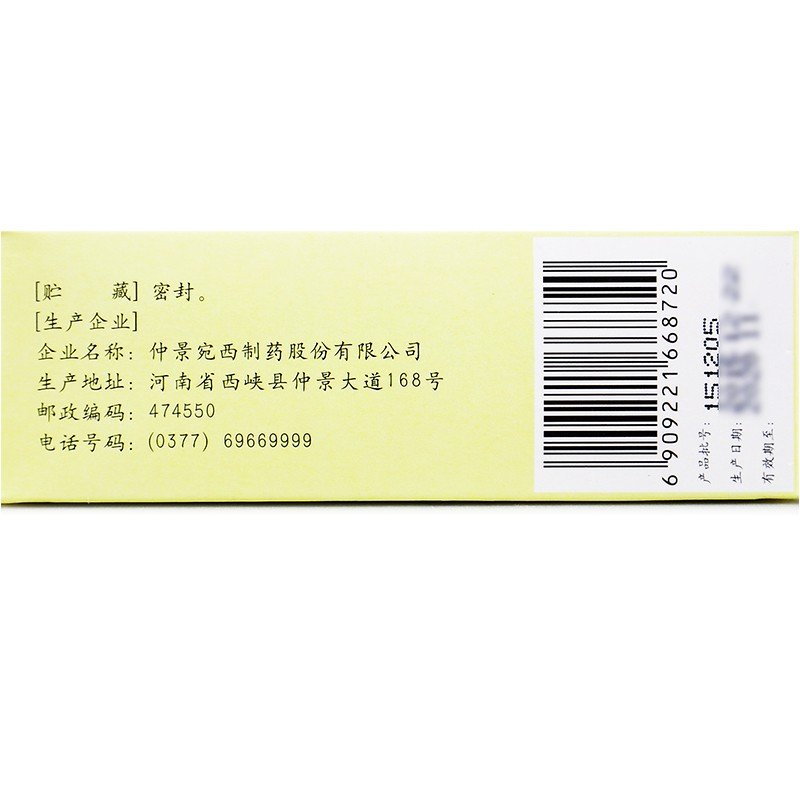 [贮　　藏] 密封。
[生产企业]
企业名称：仲景宛西制药股份有限公司
生产地址：河南省西峡县仲景大道168号
邮政编码：474550
电话号码：(0377) 69669999
6 909221 668720
产品批号：151205
生产日期：
有效期至：